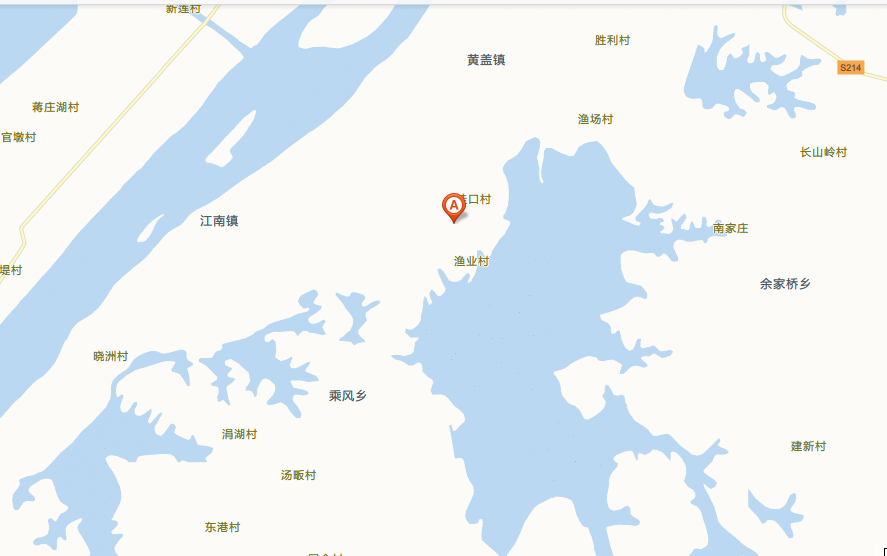 新莲村
胜利村
黄盖镇
S214
蒋庄湖村
渔场村
官墩村
长山岭村
A
口村
江南镇
南家庄
渔业村
堤村
余家桥乡
晓洲村
乘风乡
涓湖村
建新村
汤畈村
东港村